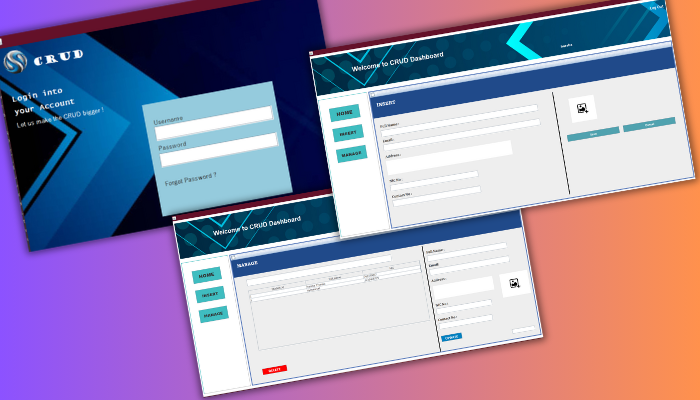 CRUD
Login into
your Account
Let us make the CRUD bigger!
Username
Password
Forgot Password ?
Log Out
Welcome to CRUD Dashboard
HOME
INSERT
MANAGE
INSERT
Full Name :
Email :
Address :
NIC No :
Contact No :
Welcome to CRUD Dashboard
HOME
INSERT
MANAGE
MANAGE
DELETE
Full Name :
Email :
Address :
NIC No :
Contact No :
UPDATE